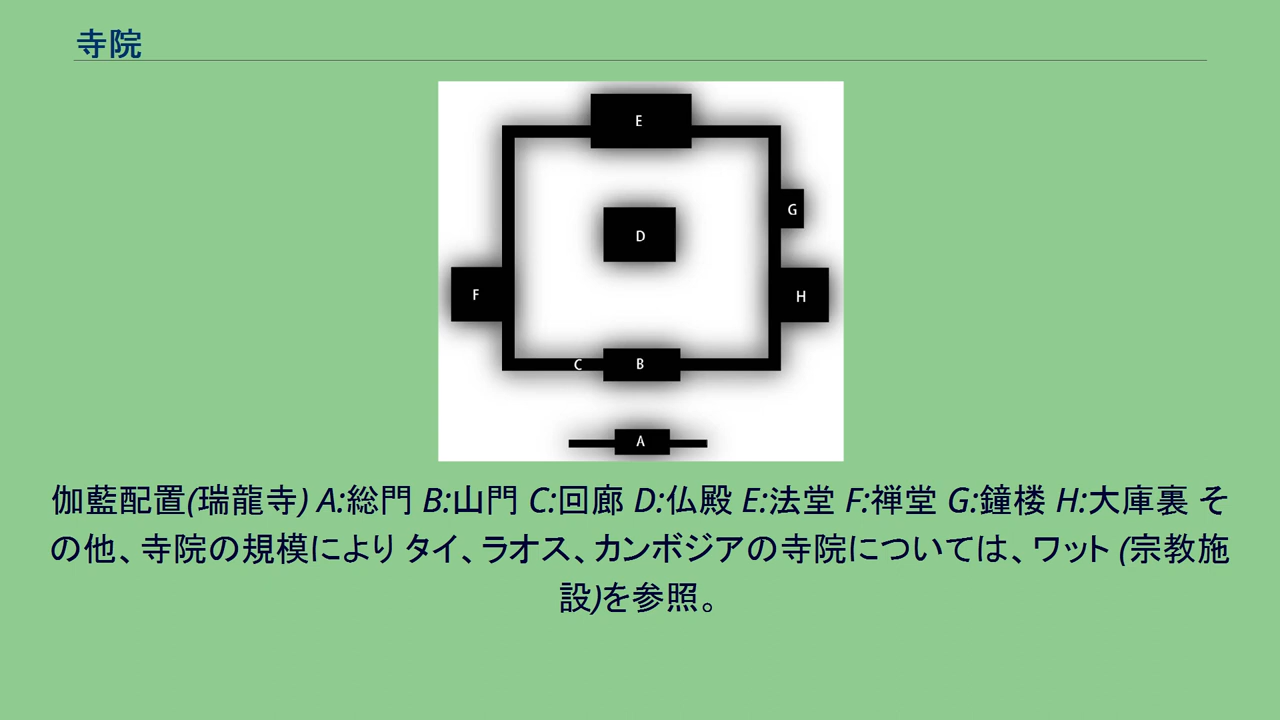 寺院
E
G
D
F
H
C
B
A
伽藍配置(瑞龍寺) A:総門 B:山門 C:回廊 D:仏殿 E:法堂 F:禅堂 G:鐘楼 H:大庫裏 そ
の他、寺院の規模により タイ、ラオス、カンボジアの寺院については、ワット (宗教施
設)を参照。